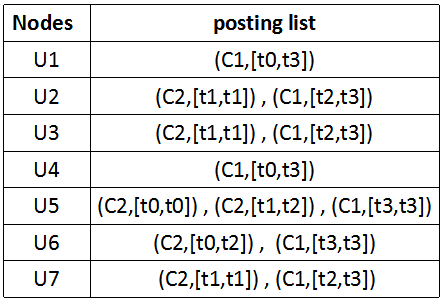 Nodes posting list
U1 (C1,[t0,t3])
U2 (C2,[t1,t1]) , (C1,[t2,t3])
U3 (C2,[t1,t1]) , (C1,[t2,t3])
U4 (C1,[t0,t3])
U5 (C2,[t0,t0]) , (C2,[t1,t2]) , (C1,[t3,t3])
U6 (C2,[t0,t2]) , (C1,[t3,t3])
U7 (C2,[t1,t1]) , (C1,[t2,t3])